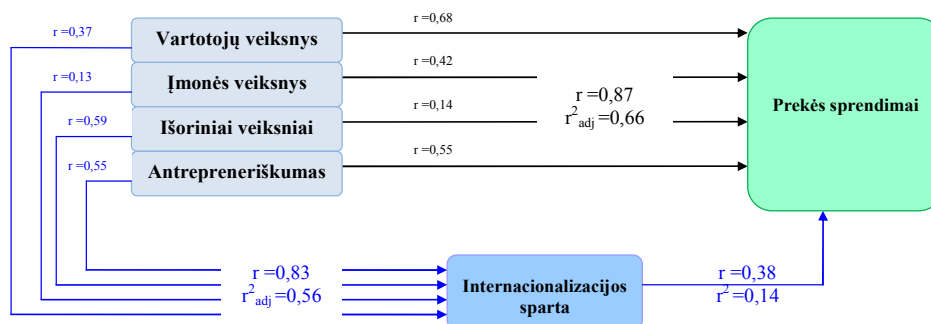 r =0,37
Vartotojų veiksnys
r =0,68
r =0,13
Įmonės veiksnys
r =0,42
r =0,59
Išoriniai veiksniai
r =0,14
r =0,55
Antrepreneriškumas
r =0,55
r =0,87
r²adj =0,66
Prekės sprendimai
r =0,83
r²adj =0,56
Internacionalizacijos
sparta
r =0,38
r² =0,14